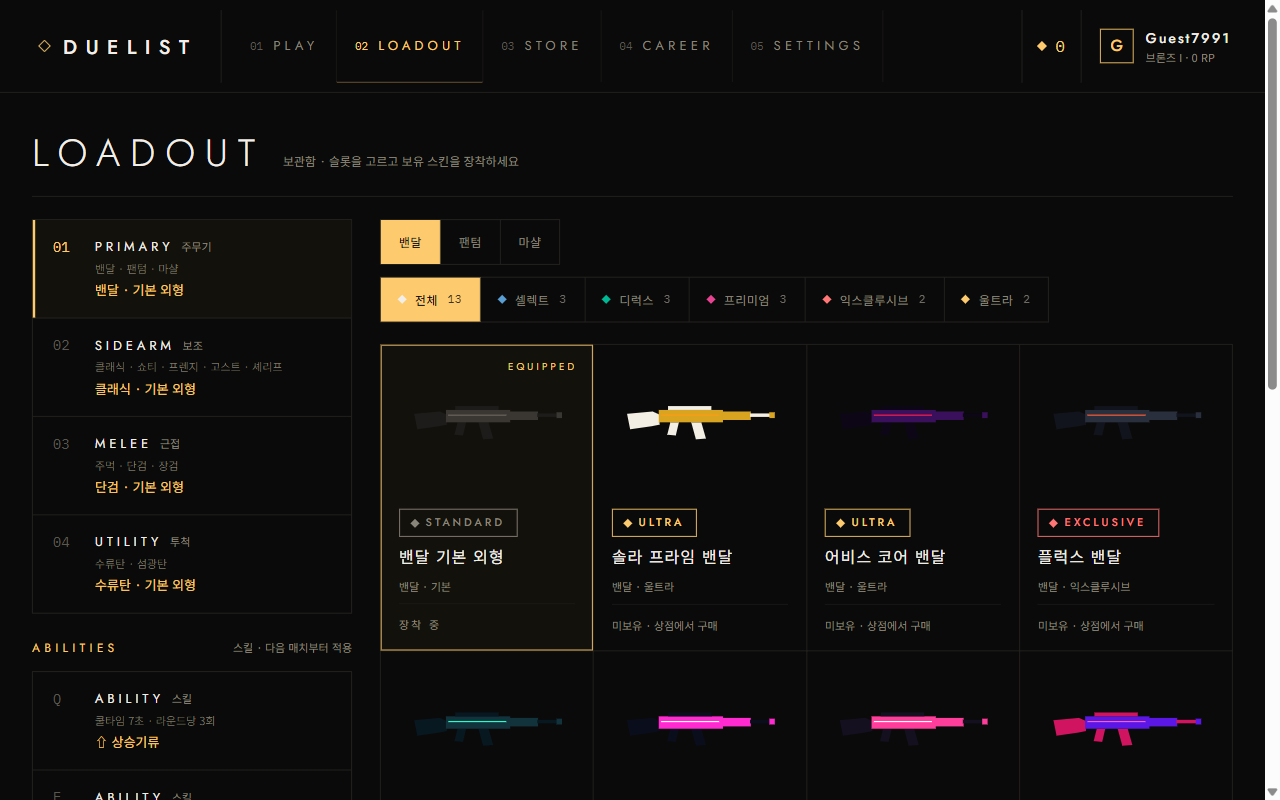 DUELIST
01 PLAY
02 LOADOUT
03 STORE
04 CAREER
05 SETTINGS
0
G
Guest7991
브론즈 I · 0 RP
LOADOUT
보관함 · 슬롯을 고르고 보유 스킨을 장착하세요
01 PRIMARY 주무기
밴달 · 팬텀 · 마샬
밴달 · 기본 외형
02 SIDEARM 보조
클래식 · 쇼티 · 프렌지 · 고스트 · 셰리프
클래식 · 기본 외형
03 MELEE 근접
주먹 · 단검 · 장검
단검 · 기본 외형
04 UTILITY 투척
수류탄 · 섬광탄
수류탄 · 기본 외형
ABILITIES
스킬 · 다음 매치부터 적용
Q ABILITY 스킬
쿨타임 7초 · 라운드당 3회
⇧ 상승기류
E ABILITY 스킬
밴달 팬텀 마샬
전체 13
셀렉트 3
디럭스 3
프리미엄 3
익스클루시브 2
울트라 2
EQUIPPED
STANDARD
밴달 기본 외형
밴달 · 기본
장착 중
ULTRA
솔라 프라임 밴달
밴달 · 울트라
미보유 · 상점에서 구매
ULTRA
어비스 코어 밴달
밴달 · 울트라
미보유 · 상점에서 구매
EXCLUSIVE
플럭스 밴달
밴달 · 익스클루시브
미보유 · 상점에서 구매